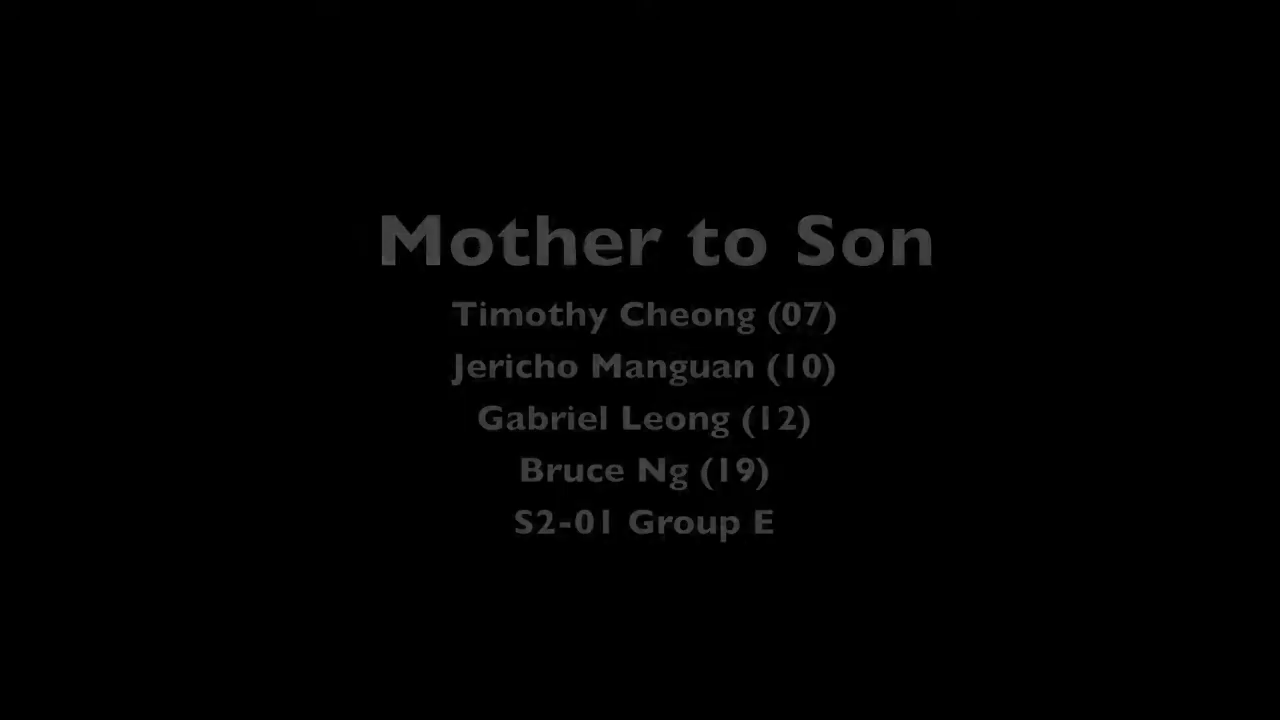 Mother to Son
Timothy Cheong (07)
Jericho Manguan (10)
Gabriel Leong (12)
Bruce Ng (19)
S2-01 Group E